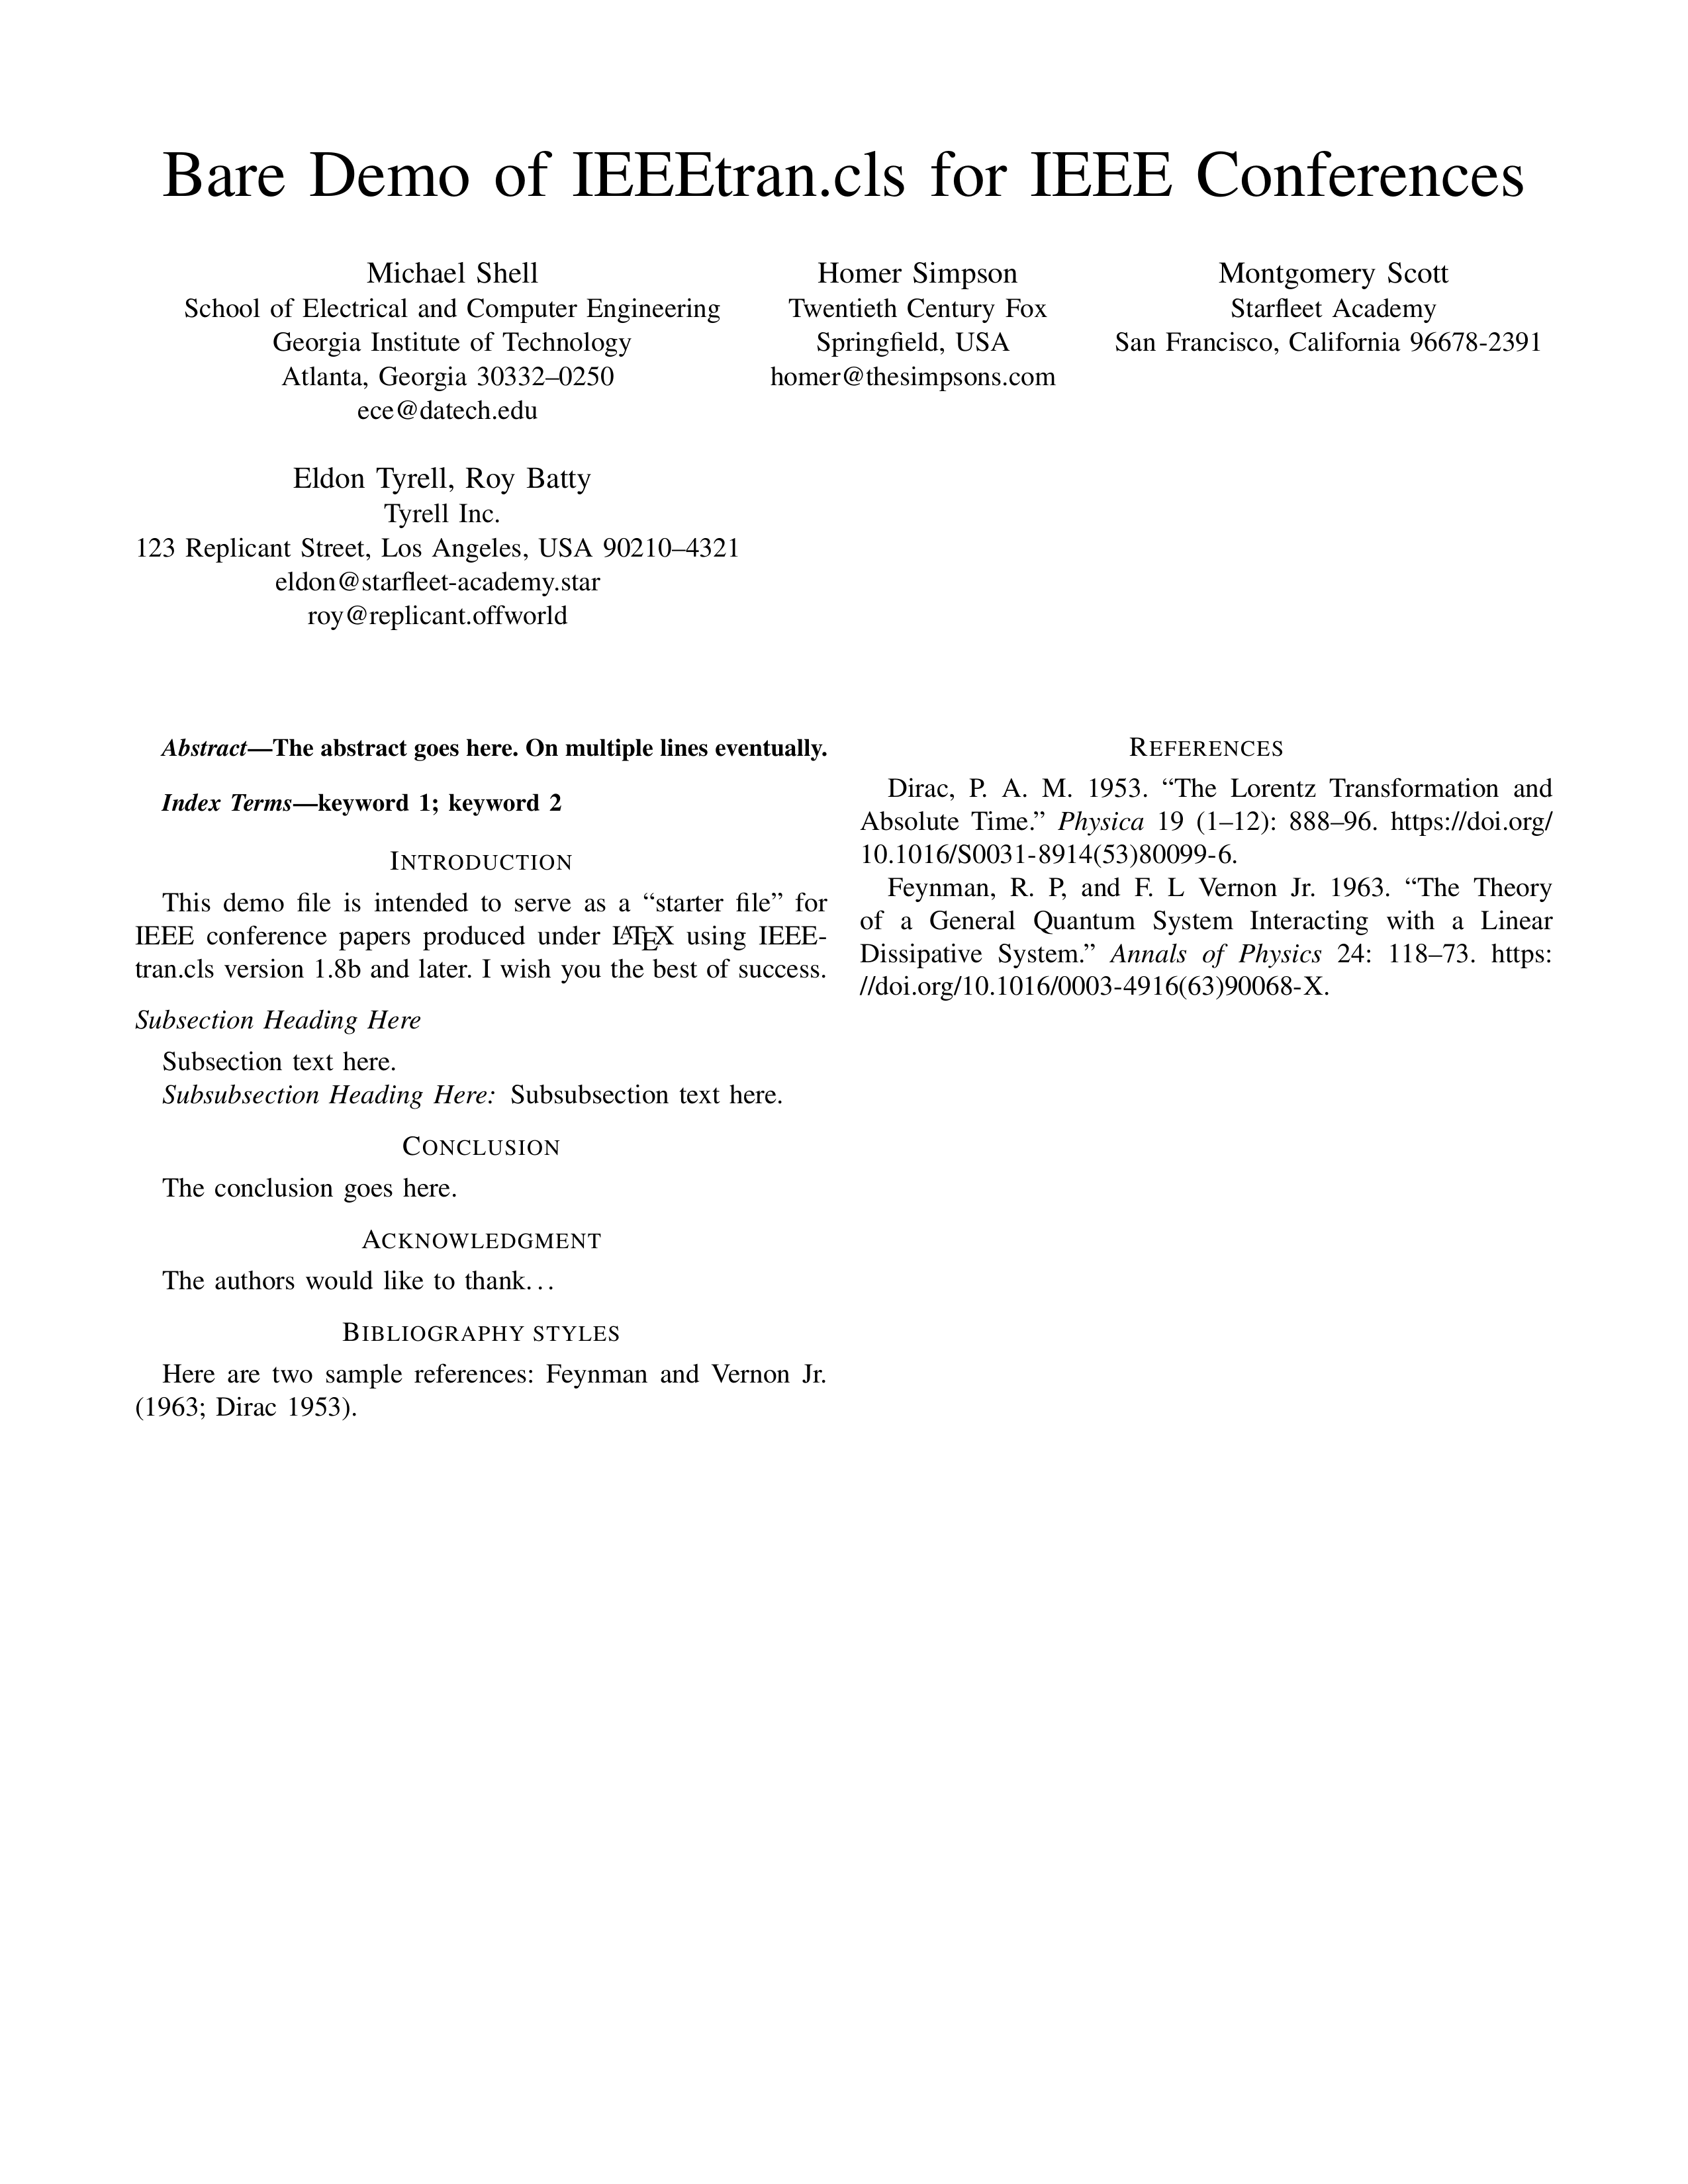 Bare Demo of IEEEtran.cls for IEEE Conferences
Michael Shell
School of Electrical and Computer Engineering
Georgia Institute of Technology
Atlanta, Georgia 30332–0250
ece@datech.edu
Homer Simpson
Twentieth Century Fox
Springfield, USA
homer@thesimpsons.com
Montgomery Scott
Starfleet Academy
San Francisco, California 96678-2391
Eldon Tyrell, Roy Batty
Tyrell Inc.
123 Replicant Street, Los Angeles, USA 90210–4321
eldon@starfleet-academy.star
roy@replicant.offworld
Abstract—The abstract goes here. On multiple lines eventually.
Index Terms—keyword 1; keyword 2
INTRODUCTION
This demo file is intended to serve as a “starter file” for
IEEE conference papers produced under LATEX using IEEE-
tran.cls version 1.8b and later. I wish you the best of success.
Subsection Heading Here
Subsection text here.
Subsubsection Heading Here: Subsubsection text here.
CONCLUSION
The conclusion goes here.
ACKNOWLEDGMENT
The authors would like to thank…
BIBLIOGRAPHY STYLES
Here are two sample references: Feynman and Vernon Jr.
(1963; Dirac 1953).
REFERENCES
Dirac, P. A. M. 1953. “The Lorentz Transformation and
Absolute Time.” Physica 19 (1–12): 888–96. https://doi.org/
10.1016/S0031-8914(53)80099-6.
Feynman, R. P, and F. L Vernon Jr. 1963. “The Theory
of a General Quantum System Interacting with a Linear
Dissipative System.” Annals of Physics 24: 118–73. https:
//doi.org/10.1016/0003-4916(63)90068-X.